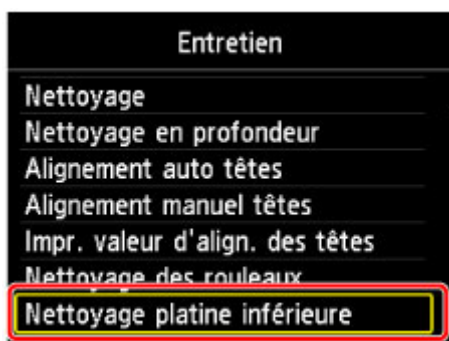 Entretien
Nettoyage
Nettoyage en profondeur
Alignement auto têtes
Alignement manuel têtes
Impr. valeur d'align. des têtes
Nettoyage des rouleaux
Nettoyage platine inférieure